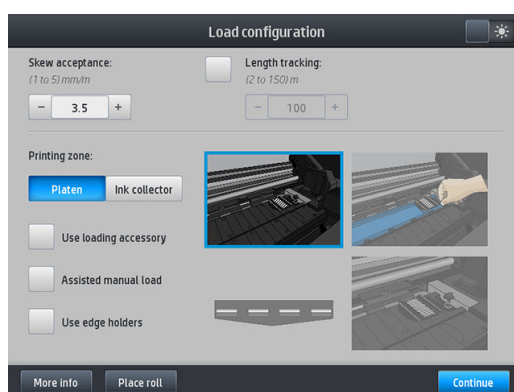 Load configuration
Skew acceptance:
(1 to 5) mm/m
- 3.5 +
Length tracking:
(2 to 150) m
- 100 +
Printing zone:
Platen
Ink collector
Use loading accessory
Assisted manual load
Use edge holders
More info
Place roll
Continue